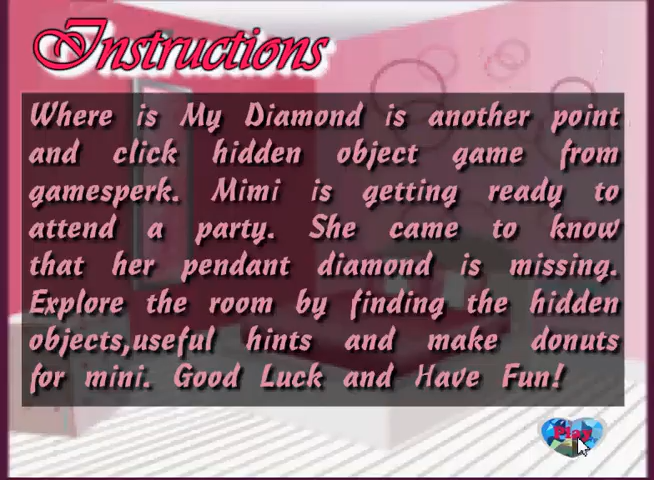 Instructions
Where is My Diamond is another point
and click hidden object game from
gamesperk. Mimi is getting ready to
attend a party. She came to know
that her pendant diamond is missing.
Explore the room by finding the hidden
objects,useful hints and make donuts
for mini. Good Luck and Have Fun!
Play